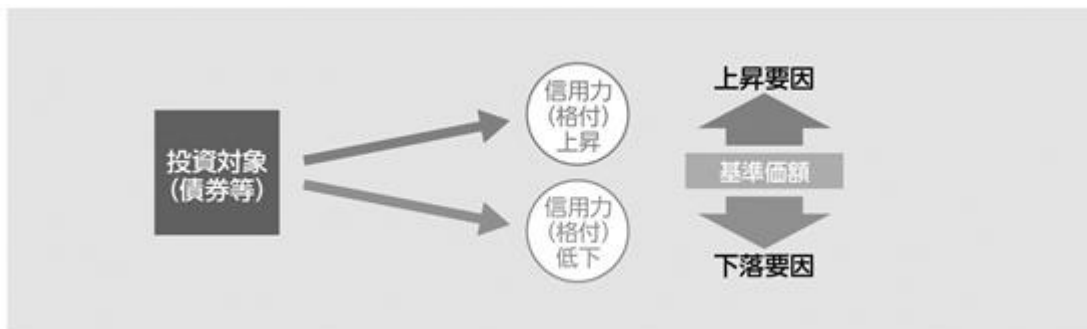 投資対象
（債券等）
信用力
（格付）
上昇
信用力
（格付）
低下
上昇要因
基準価額
下落要因